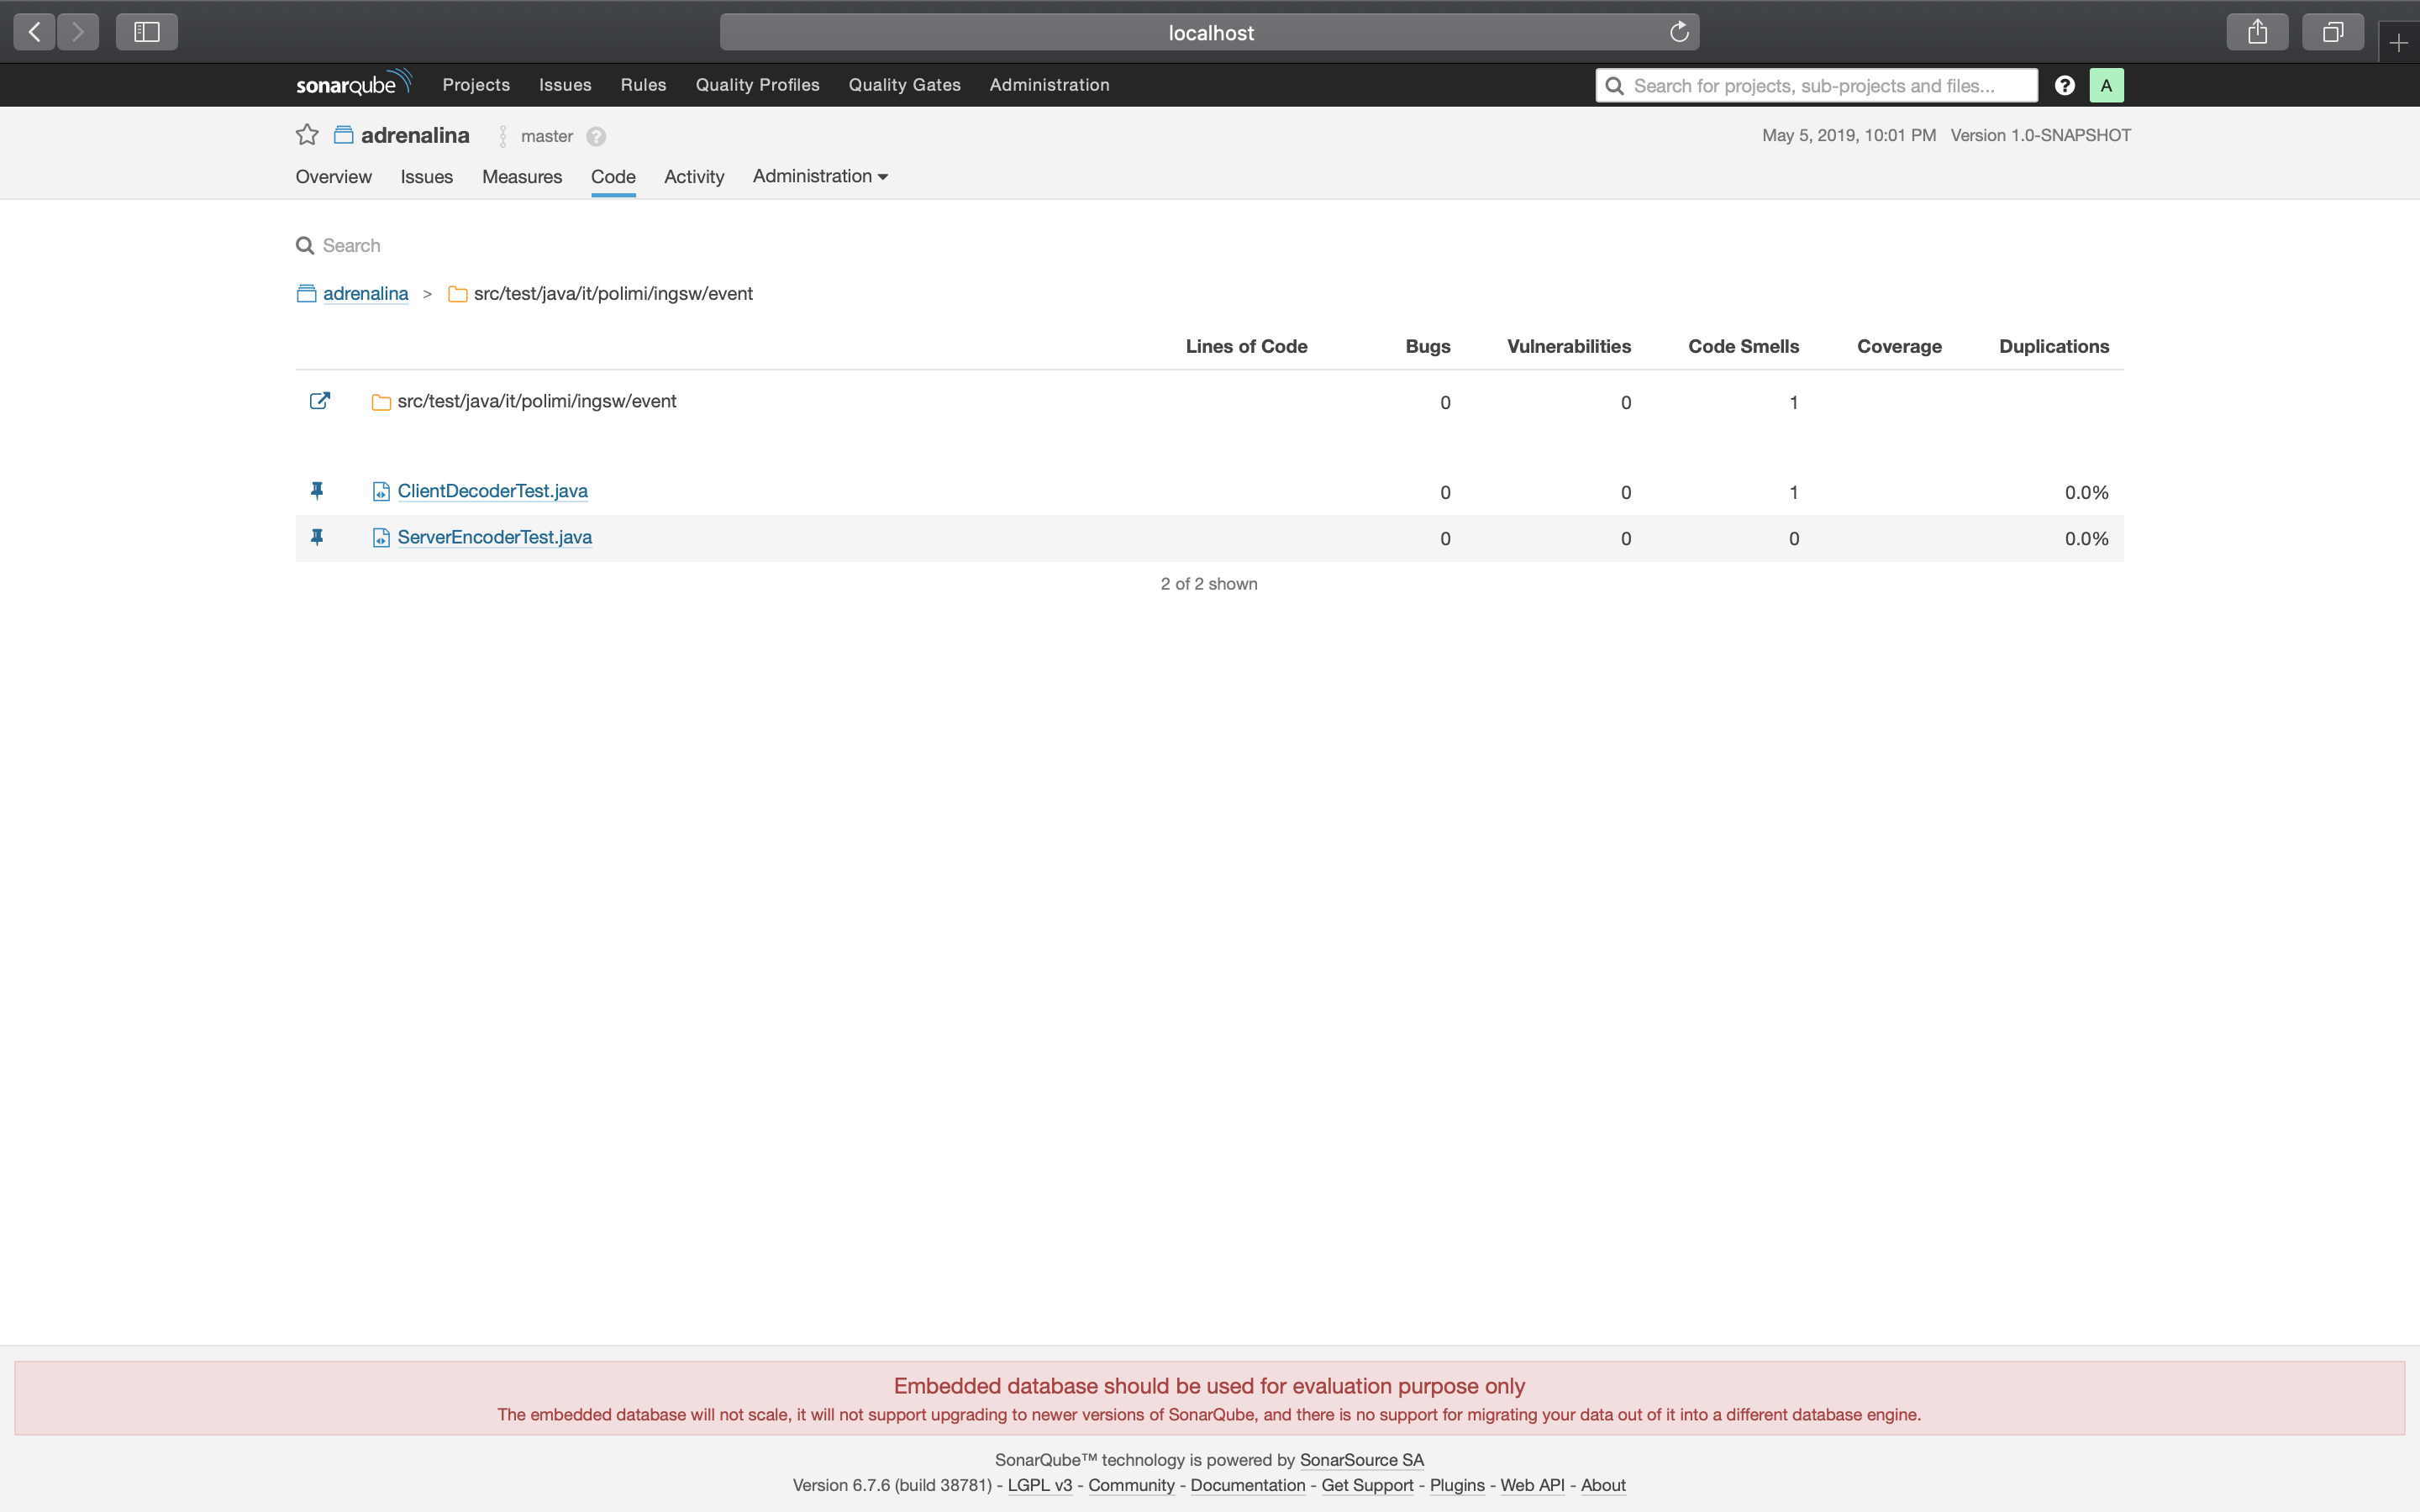 localhost
sonarqube Projects Issues Rules Quality Profiles Quality Gates Administration Search for projects, sub-projects and files... ? A
adrenalina master ? May 5, 2019, 10:01 PM Version 1.0-SNAPSHOT
Overview Issues Measures Code Activity Administration
Search
adrenalina > src/test/java/it/polimi/ingsw/event
Lines of Code Bugs Vulnerabilities Code Smells Coverage Duplications
src/test/java/it/polimi/ingsw/event 0 0 1
ClientDecoderTest.java 0 0 1 0.0%
ServerEncoderTest.java 0 0 0 0.0%
2 of 2 shown
Embedded database should be used for evaluation purpose only
The embedded database will not scale, it will not support upgrading to newer versions of SonarQube, and there is no support for migrating your data out of it into a different database engine.
SonarQube™ technology is powered by SonarSource SA
Version 6.7.6 (build 38781) - LGPL v3 - Community - Documentation - Get Support - Plugins - Web API - About